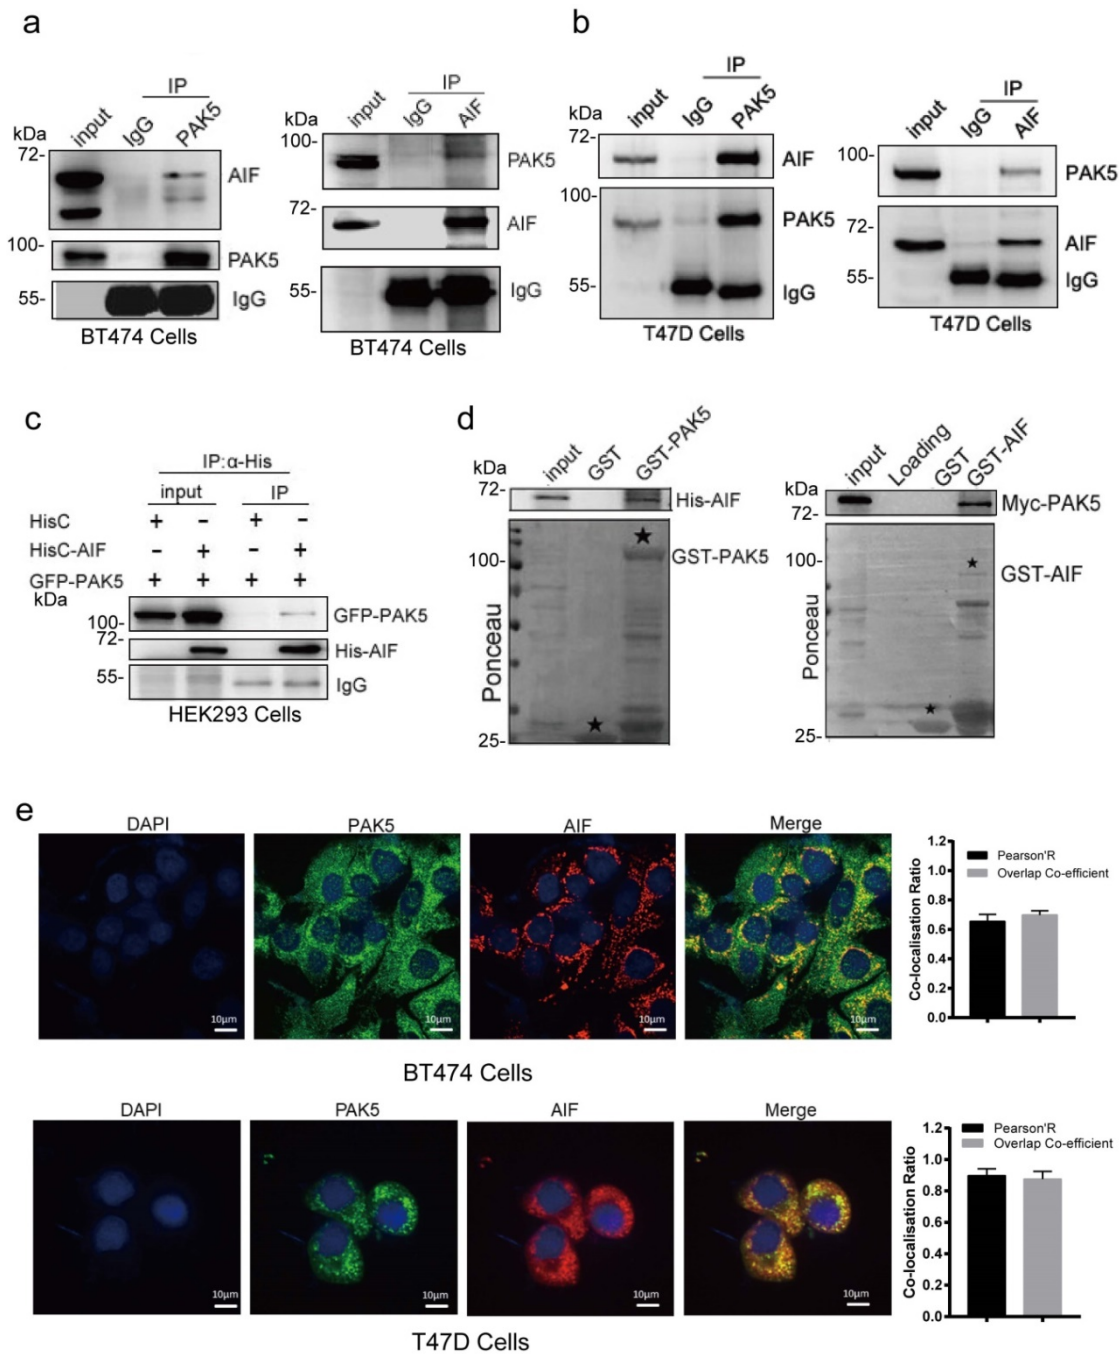 a
IP
input
IgG
PAK5
kDa
72-
AIF
100-
PAK5
55-
IgG
BT474 Cells
IP
input
IgG
AIF
kDa
100-
PAK5
72-
AIF
55-
IgG
BT474 Cells
b
IP
input
IgG
PAK5
kDa
72-
AIF
PAK5
55-
IgG
T47D Cells
IP
input
IgG
AIF
kDa
100-
PAK5
72-
AIF
55-
IgG
T47D Cells
c
IP:α-His
input IP
HisC + - + -
HisC-AIF - + - +
GFP-PAK5 + + + +
kDa
100-
GFP-PAK5
72-
His-AIF
55-
IgG
HEK293 Cells
d
input
GST
GST-PAK5
kDa
72-
His-AIF
100-
GST-PAK5
Ponceau
25-
input
Loading
GST
GST-AIF
kDa
72-
Myc-PAK5
100-
GST-AIF
Ponceau
25-
e
DAPI PAK5 AIF Merge
10μm 10μm 10μm 10μm
Co-localisation Ratio
1.2
1.0
0.8
0.6
0.4
0.2
0.0
Pearson'R
Overlap Co-efficient
BT474 Cells
DAPI PAK5 AIF Merge
10μm 10μm 10μm 10μm
Co-localisation Ratio
1.2
1.0
0.8
0.6
0.4
0.2
0.0
Pearson'R
Overlap Co-efficient
T47D Cells